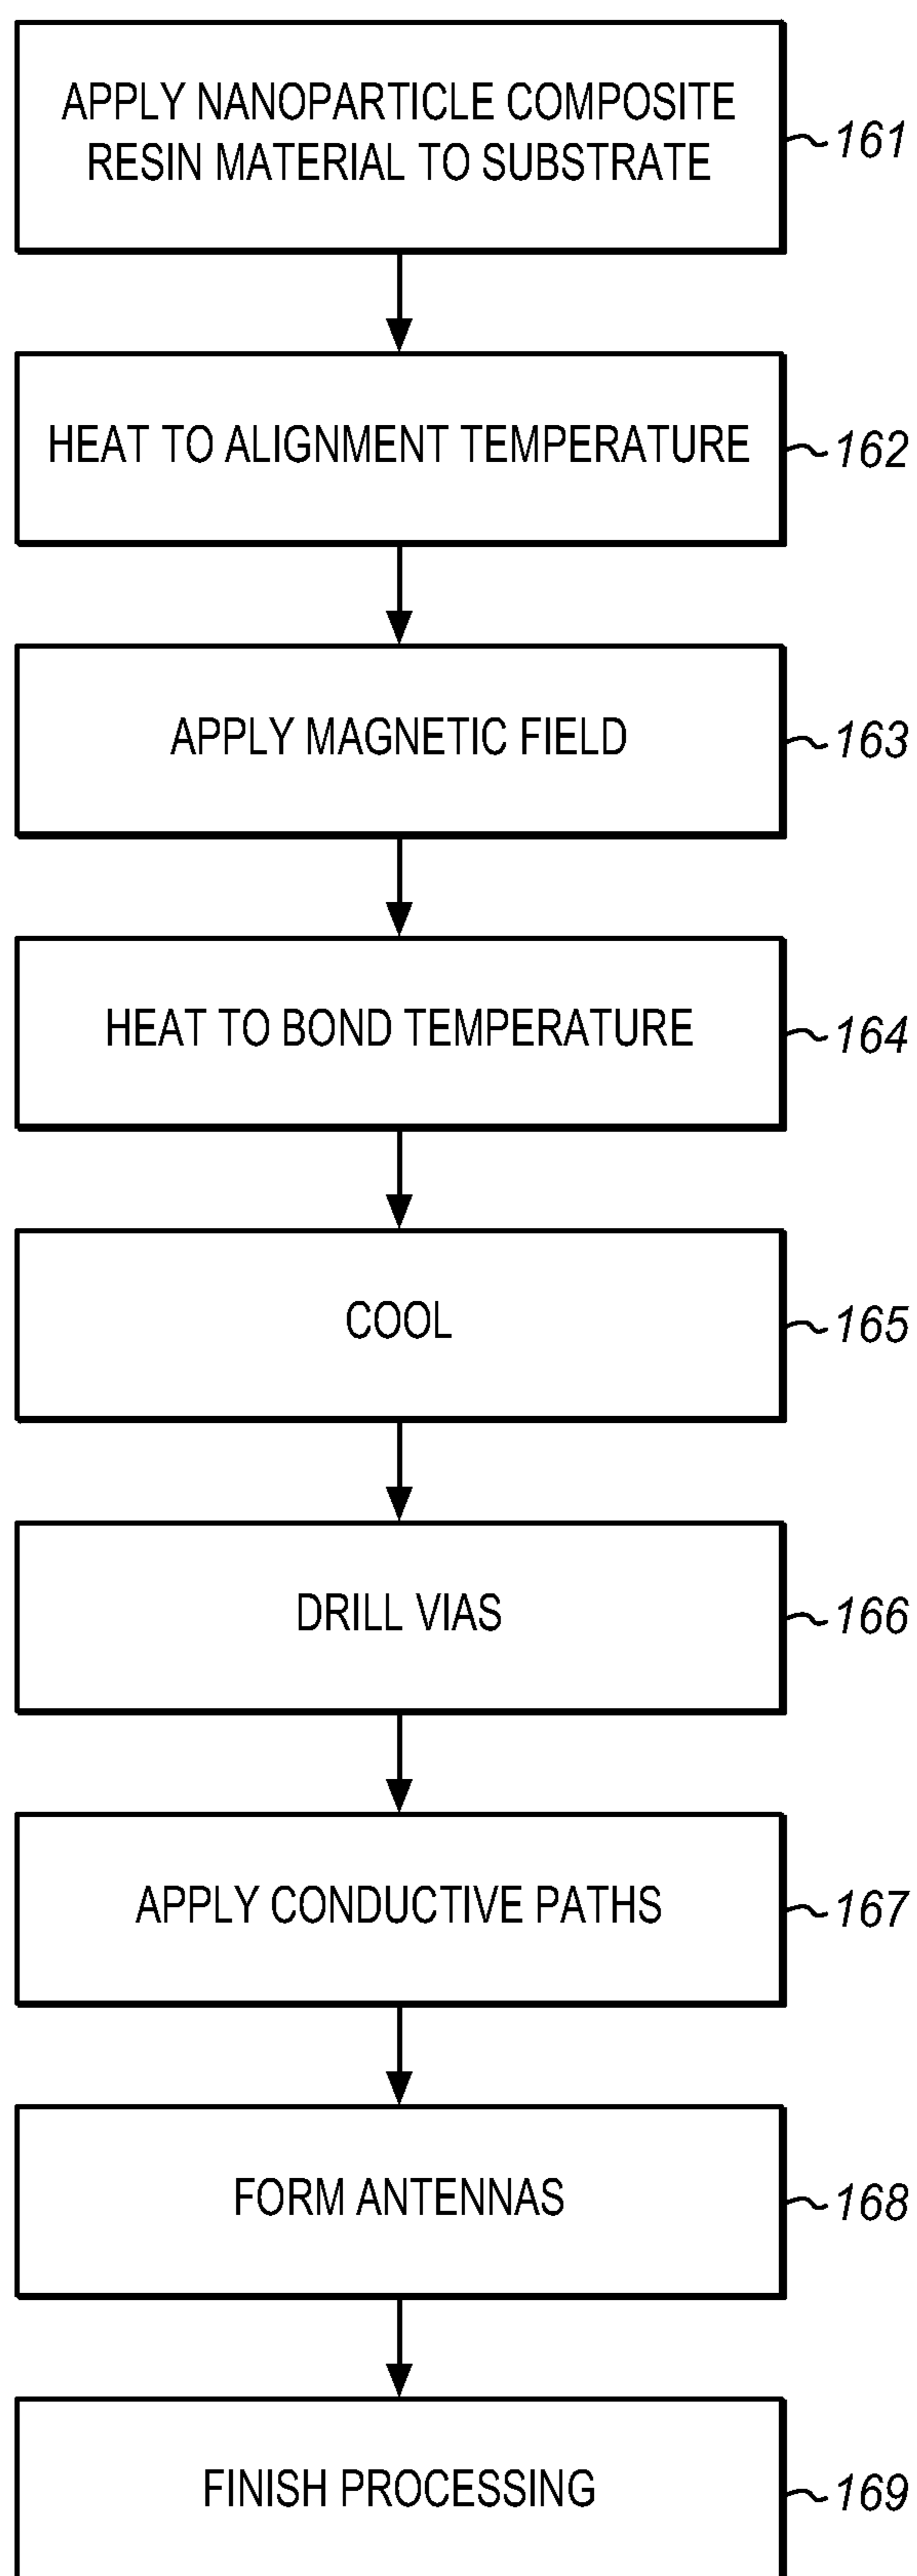 APPLY NANOPARTICLE COMPOSITE
RESIN MATERIAL TO SUBSTRATE
161
HEAT TO ALIGNMENT TEMPERATURE
162
APPLY MAGNETIC FIELD
163
HEAT TO BOND TEMPERATURE
164
COOL
165
DRILL VIAS
166
APPLY CONDUCTIVE PATHS
167
FORM ANTENNAS
168
FINISH PROCESSING
169